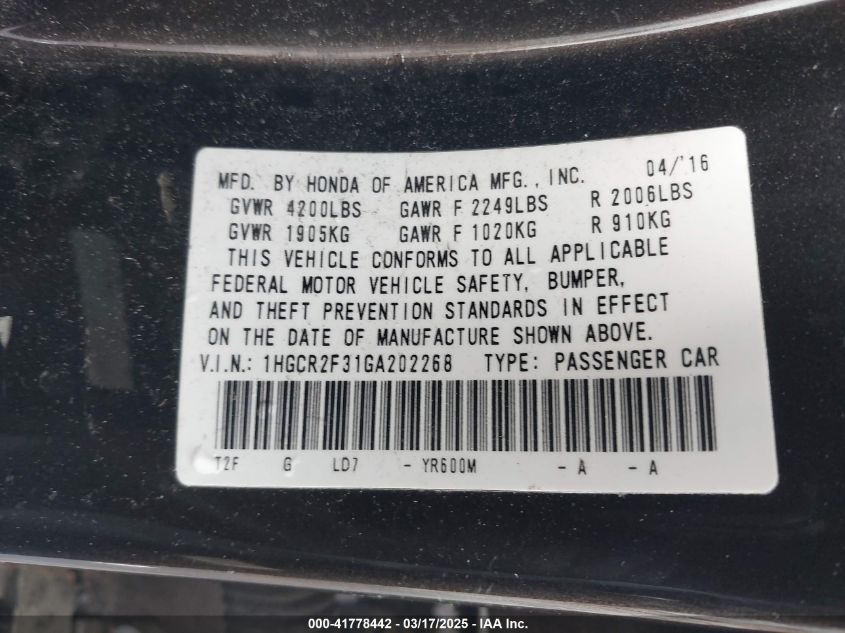 MFD. BY HONDA OF AMERICA MFG., INC. 04/'16
GVWR 4200LBS GAWR F 2249LBS R 2006LBS
GVWR 1905KG GAWR F 1020KG R 910KG
THIS VEHICLE CONFORMS TO ALL APPLICABLE
FEDERAL MOTOR VEHICLE SAFETY, BUMPER,
AND THEFT PREVENTION STANDARDS IN EFFECT
ON THE DATE OF MANUFACTURE SHOWN ABOVE.
V.I.N.: 1HGCR2F31GA202268 TYPE: PASSENGER CAR
T2F G LD7 - YR600M - A - A
000-41778442 — 03/17/2025 — IAA Inc.